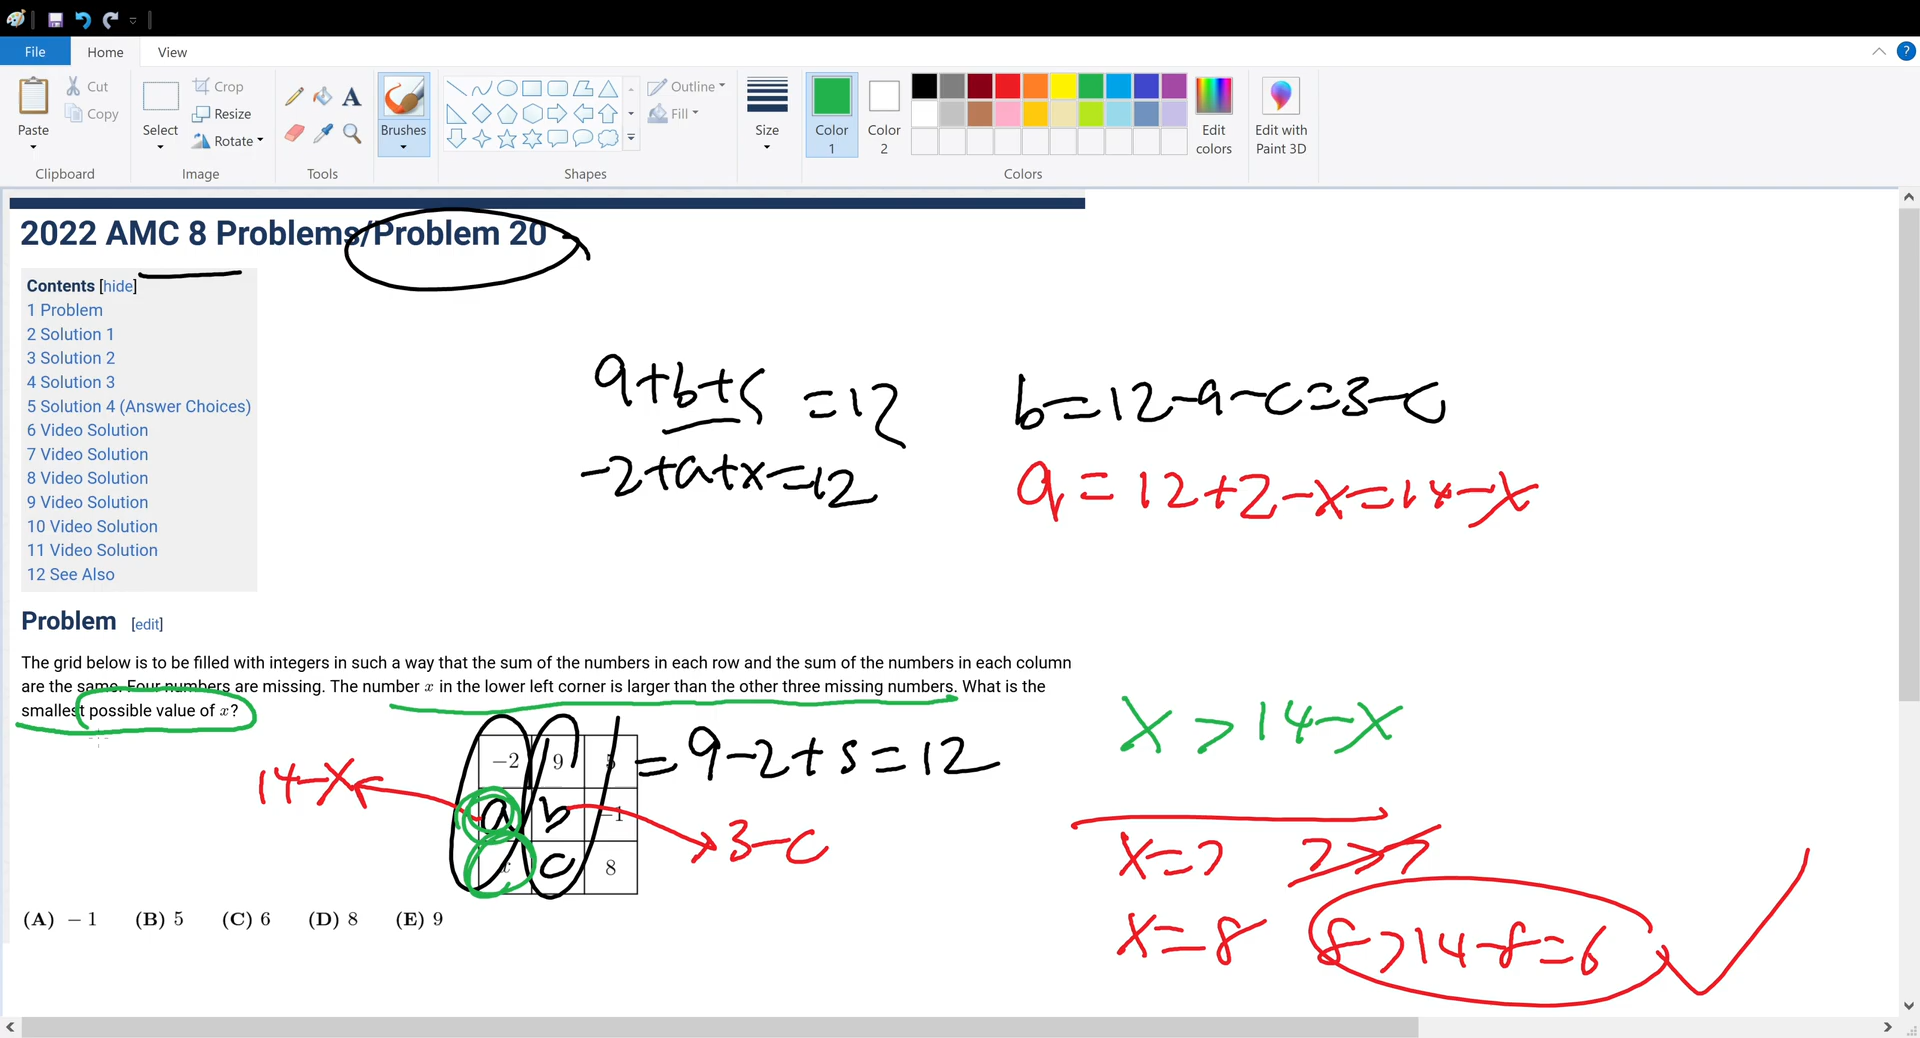 File Home View
Paste Cut Copy Clipboard
Select Crop Resize Rotate Image
Tools
Brushes
Outline Fill Shapes
Size
Color 1 Color 2 Edit colors Colors
Edit with Paint 3D
2022 AMC 8 Problems/Problem 20
Contents [hide]
1 Problem
2 Solution 1
3 Solution 2
4 Solution 3
5 Solution 4 (Answer Choices)
6 Video Solution
7 Video Solution
8 Video Solution
9 Video Solution
10 Video Solution
11 Video Solution
12 See Also
9+b+c=12
b=12-9-c=3-c
-2+a+x=12
a=12+2-x=14-x
Problem [edit]
The grid below is to be filled with integers in such a way that the sum of the numbers in each row and the sum of the numbers in each column
are the same. Four numbers are missing. The number x in the lower left corner is larger than the other three missing numbers. What is the
smallest possible value of x?
x>14-x
-2 9 5 =9-2+5=12
14-x
a b -1
3-c
x c 8
x=7 7>7
x=8 8>14-8=6
(A) −1 (B) 5 (C) 6 (D) 8 (E) 9